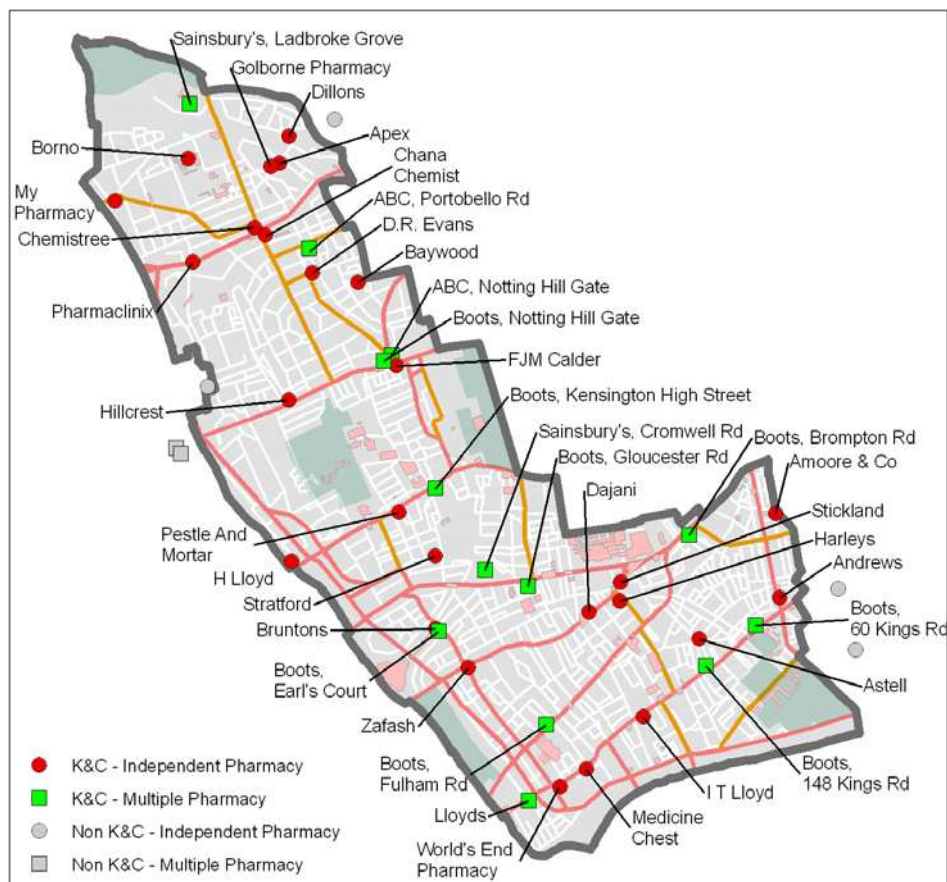 Sainsbury's, Ladbroke Grove
Golborne Pharmacy
Dillons
Borno
Apex
Chana
Chemist
My
Pharmacy
ABC, Portobello Rd
Chemistree
D.R. Evans
Baywood
Pharmaclinix
ABC, Notting Hill Gate
Boots, Notting Hill Gate
FJM Calder
Hillcrest
Boots, Kensington High Street
Sainsbury's, Cromwell Rd
Boots, Gloucester Rd
Boots, Brompton Rd
Amoore & Co
Dajani
Stickland
Pestle And
Mortar
Harleys
H Lloyd
Andrews
Stratford
Boots,
60 Kings Rd
Bruntons
Boots,
Earl's Court
Astell
Zafash
Boots,
Fulham Rd
Boots,
148 Kings Rd
I T Lloyd
Lloyds
Medicine
Chest
World's End
Pharmacy
K&C - Independent Pharmacy
K&C - Multiple Pharmacy
Non K&C - Independent Pharmacy
Non K&C - Multiple Pharmacy